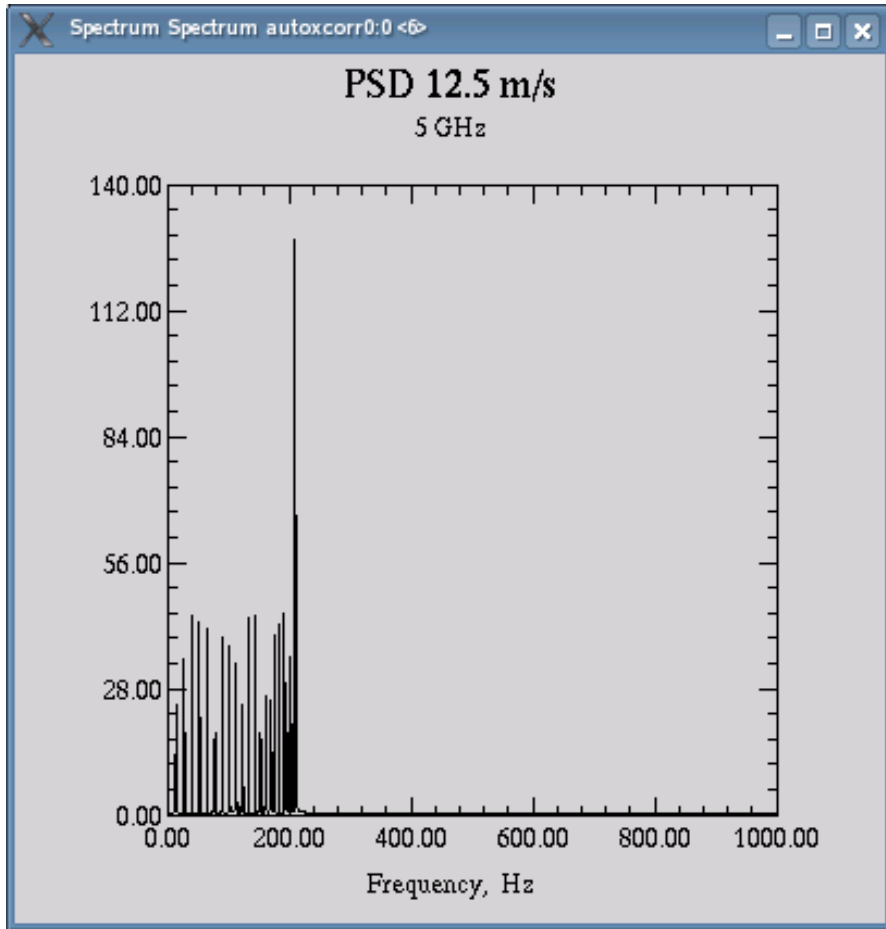 Spectrum Spectrum autoxcorr0:0 <6>
PSD 12.5 m/s
5 GHz
140.00
112.00
84.00
56.00
28.00
0.00
0.00 200.00 400.00 600.00 800.00 1000.00
Frequency, Hz